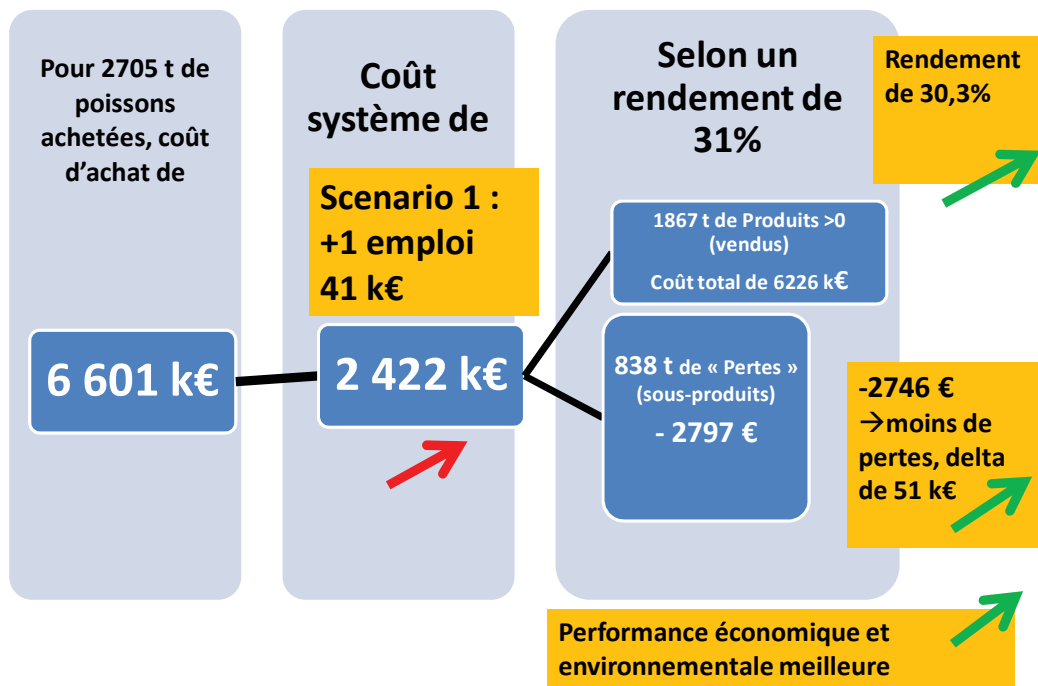 Pour 2705 t de
poissons
achetées, coût
d'achat de
6 601 k€
Coût
système de
Scenario 1 :
+1 emploi
41 k€
2 422 k€
Selon un
rendement de
31%
1867 t de Produits >0
(vendus)
Coût total de 6226 k€
838 t de « Pertes »
(sous-produits)
- 2797 €
Rendement
de 30,3%
-2746 €
→moins de
pertes, delta
de 51 k€
Performance économique et
environnementale meilleure